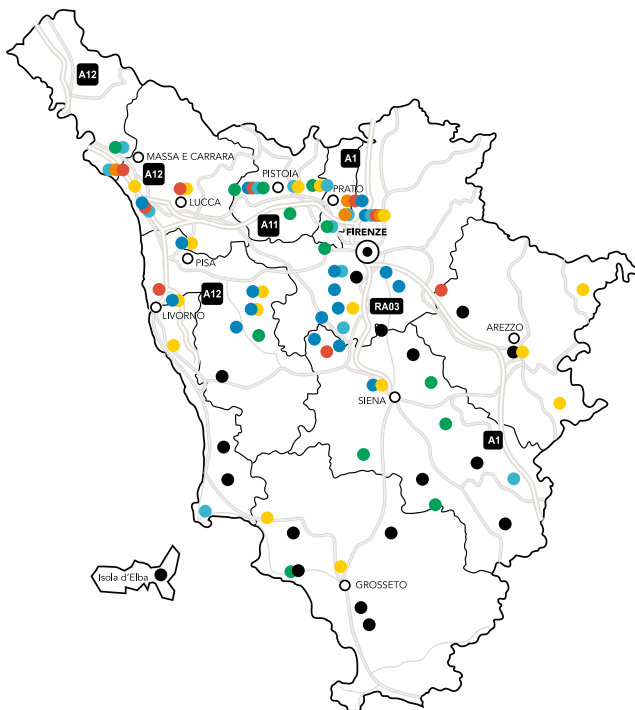 A12
MASSA E CARRARA
A12
PISTOIA
A1
PRATO
LUCCA
A11
FIRENZE
PISA
A12
RA03
LIVORNO
AREZZO
SIENA
A1
Isola d'Elba
GROSSETO